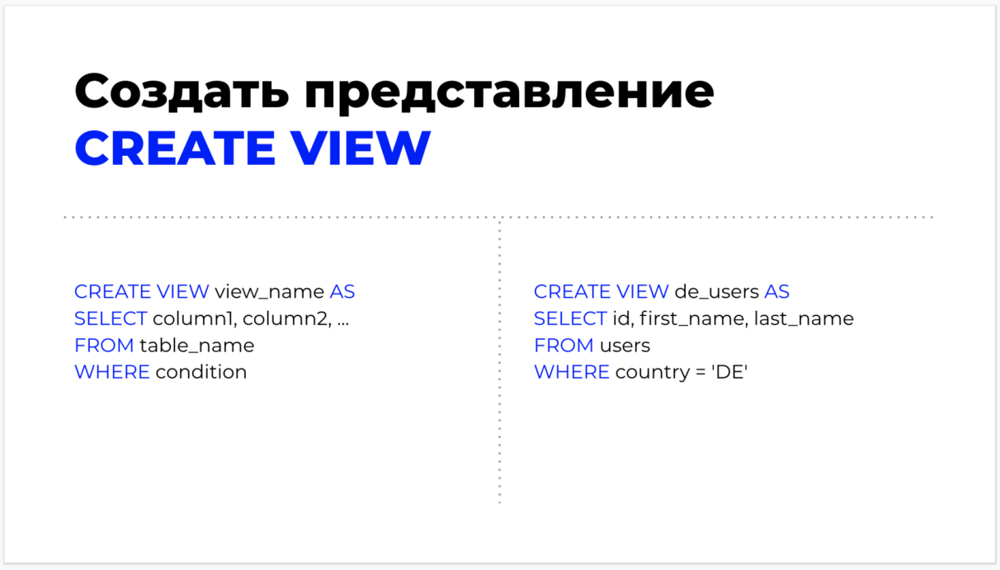 Создать представление
CREATE VIEW
CREATE VIEW view_name AS
SELECT column1, column2, ...
FROM table_name
WHERE condition
CREATE VIEW de_users AS
SELECT id, first_name, last_name
FROM users
WHERE country = 'DE'